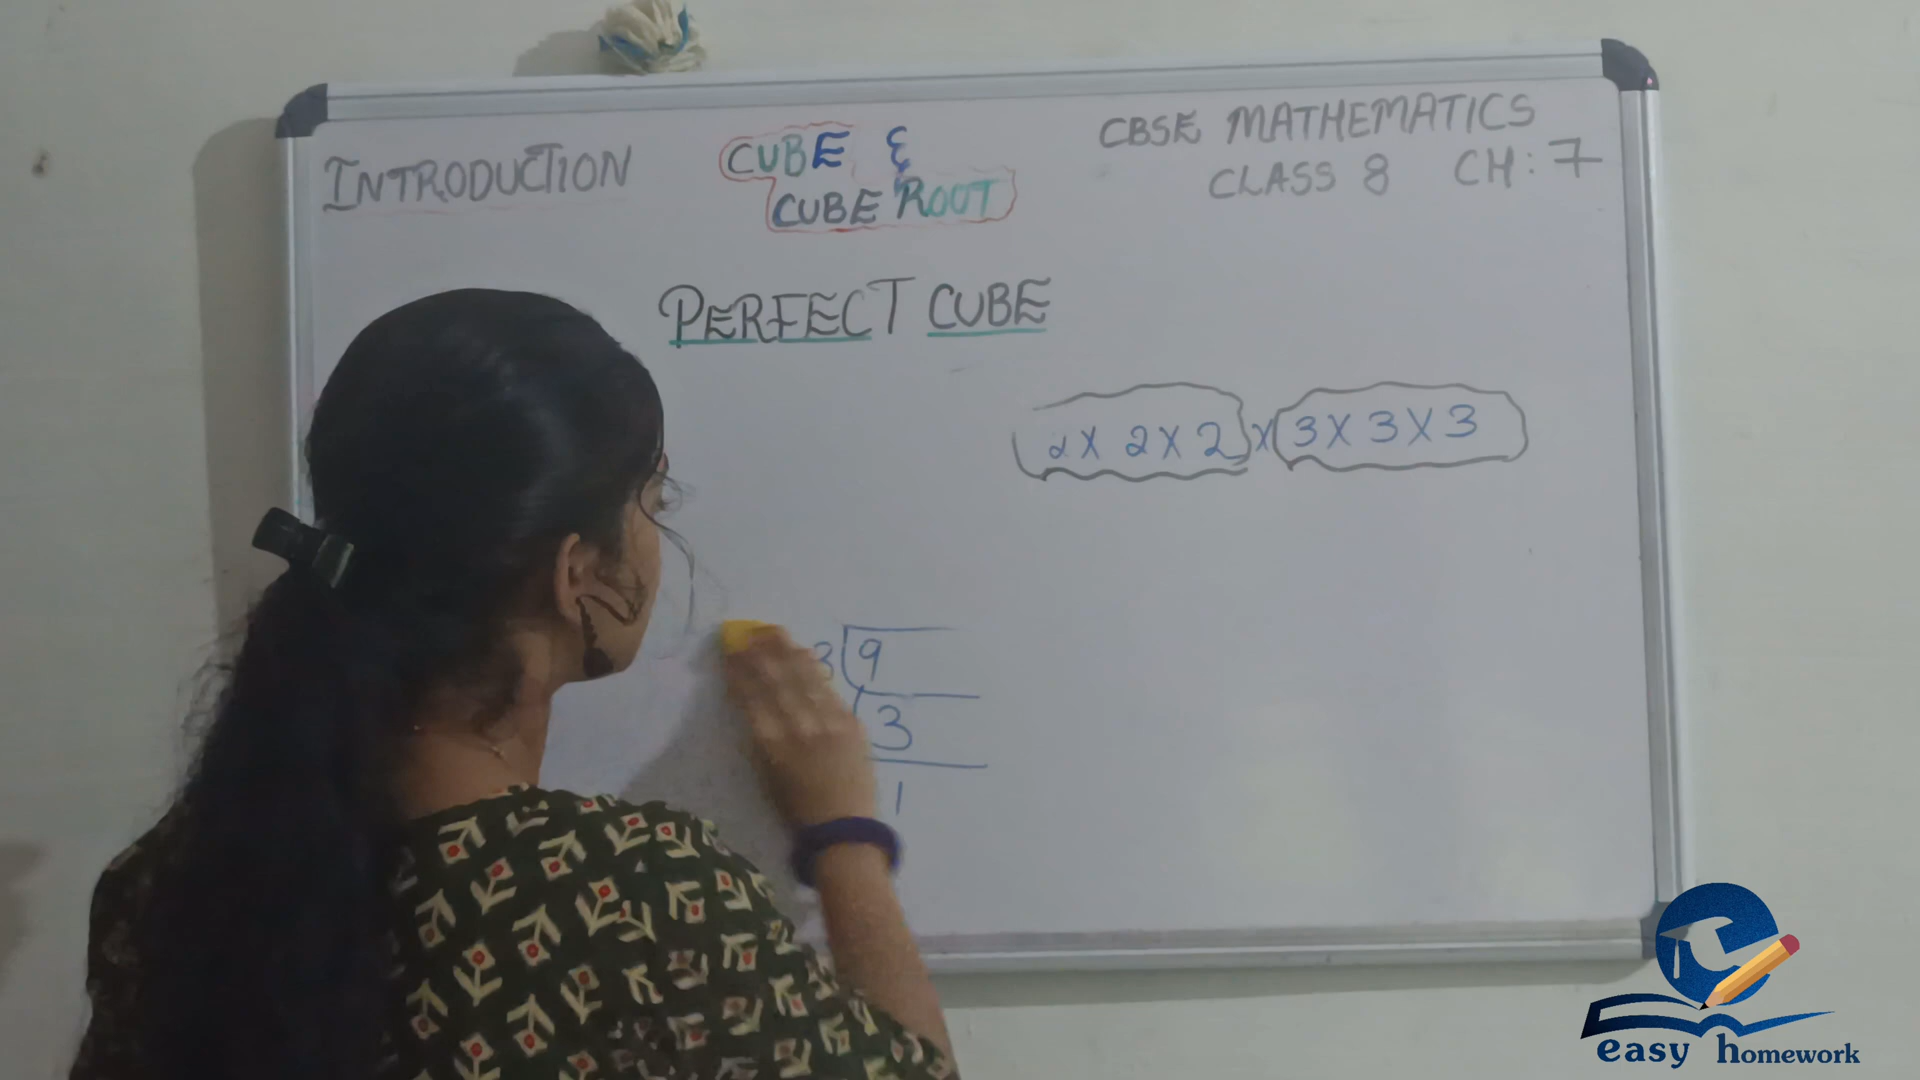 INTRODUCTION
CUBE &
CUBE ROOT
CBSE MATHEMATICS
CLASS 8 CH: 7
PERFECT CUBE
2 X 2 X 2 X 3 X 3 X 3
3 9
3
1
easy homework